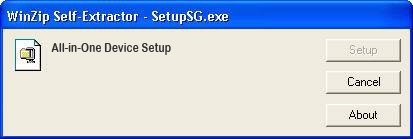 WinZip Self-Extractor - SetupSG.exe
All-in-One Device Setup
Setup
Cancel
About